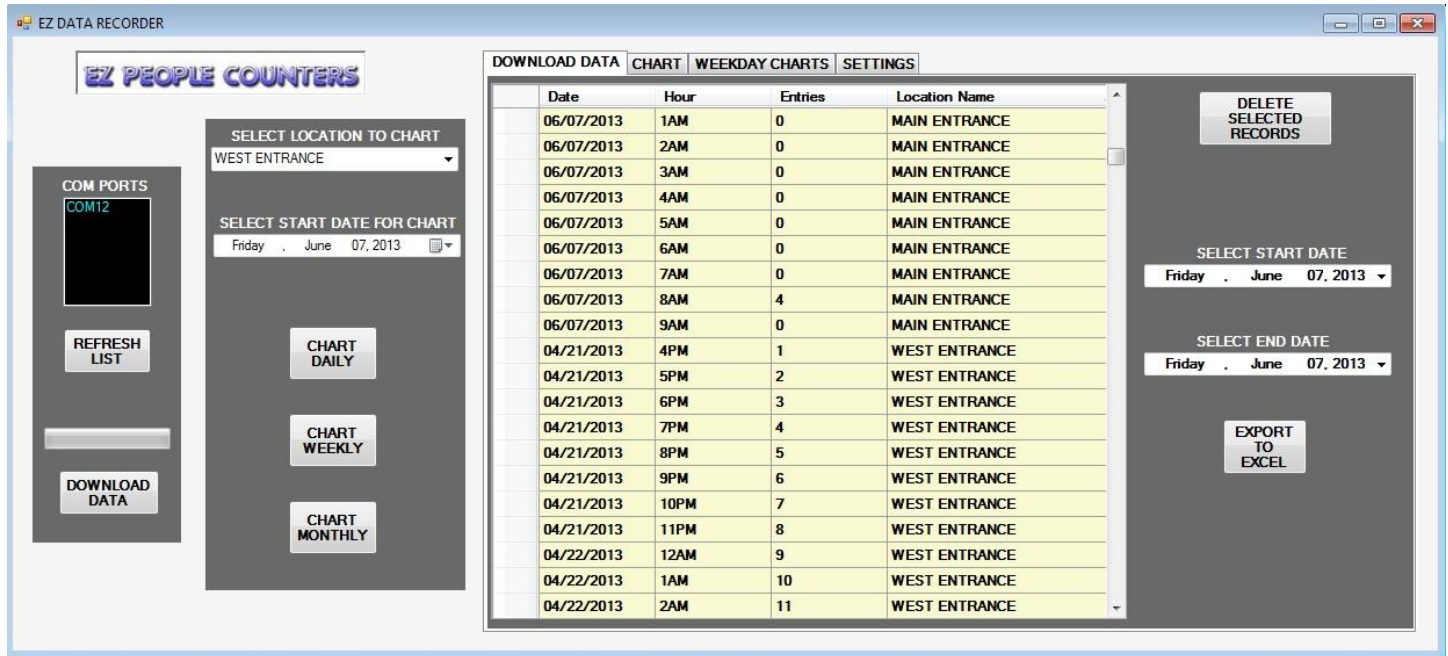 EZ DATA RECORDER
EZ PEOPLE COUNTERS
COM PORTS
COM12
REFRESH
LIST
DOWNLOAD
DATA
SELECT LOCATION TO CHART
WEST ENTRANCE
SELECT START DATE FOR CHART
Friday , June 07, 2013
CHART
DAILY
CHART
WEEKLY
CHART
MONTHLY
DOWNLOAD DATA CHART WEEKDAY CHARTS SETTINGS
Date Hour Entries Location Name
06/07/2013 1AM 0 MAIN ENTRANCE
06/07/2013 2AM 0 MAIN ENTRANCE
06/07/2013 3AM 0 MAIN ENTRANCE
06/07/2013 4AM 0 MAIN ENTRANCE
06/07/2013 5AM 0 MAIN ENTRANCE
06/07/2013 6AM 0 MAIN ENTRANCE
06/07/2013 7AM 0 MAIN ENTRANCE
06/07/2013 8AM 4 MAIN ENTRANCE
06/07/2013 9AM 0 MAIN ENTRANCE
04/21/2013 4PM 1 WEST ENTRANCE
04/21/2013 5PM 2 WEST ENTRANCE
04/21/2013 6PM 3 WEST ENTRANCE
04/21/2013 7PM 4 WEST ENTRANCE
04/21/2013 8PM 5 WEST ENTRANCE
04/21/2013 9PM 6 WEST ENTRANCE
04/21/2013 10PM 7 WEST ENTRANCE
04/21/2013 11PM 8 WEST ENTRANCE
04/22/2013 12AM 9 WEST ENTRANCE
04/22/2013 1AM 10 WEST ENTRANCE
04/22/2013 2AM 11 WEST ENTRANCE
DELETE
SELECTED
RECORDS
SELECT START DATE
Friday , June 07, 2013
SELECT END DATE
Friday , June 07, 2013
EXPORT
TO
EXCEL